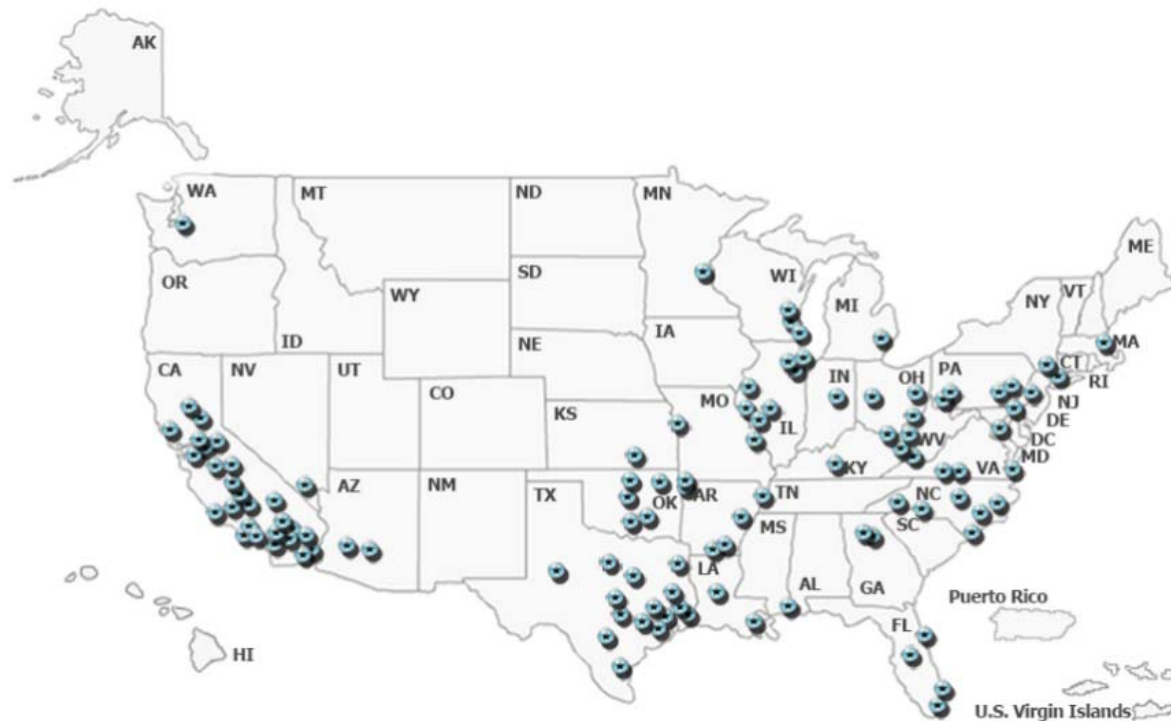 AK
WA
MT
ND
MN
ME
OR
SD
WI
NY
VT
WY
MI
MA
ID
IA
CT
RI
NE
CA
NV
UT
IN
OH
PA
NJ
CO
MO
DE
KS
IL
WV
DC
MD
KY
VA
AZ
NM
TX
OK
AR
TN
NC
MS
SC
LA
AL
GA
Puerto Rico
FL
HI
U.S. Virgin Islands